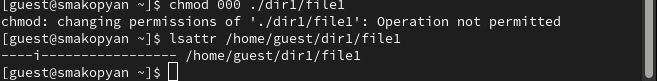 [guest@smakopyan ~]$ chmod 000 ./dir1/file1
chmod: changing permissions of './dir1/file1': Operation not permitted
[guest@smakopyan ~]$ lsattr /home/guest/dir1/file1
----i----------------- /home/guest/dir1/file1
[guest@smakopyan ~]$